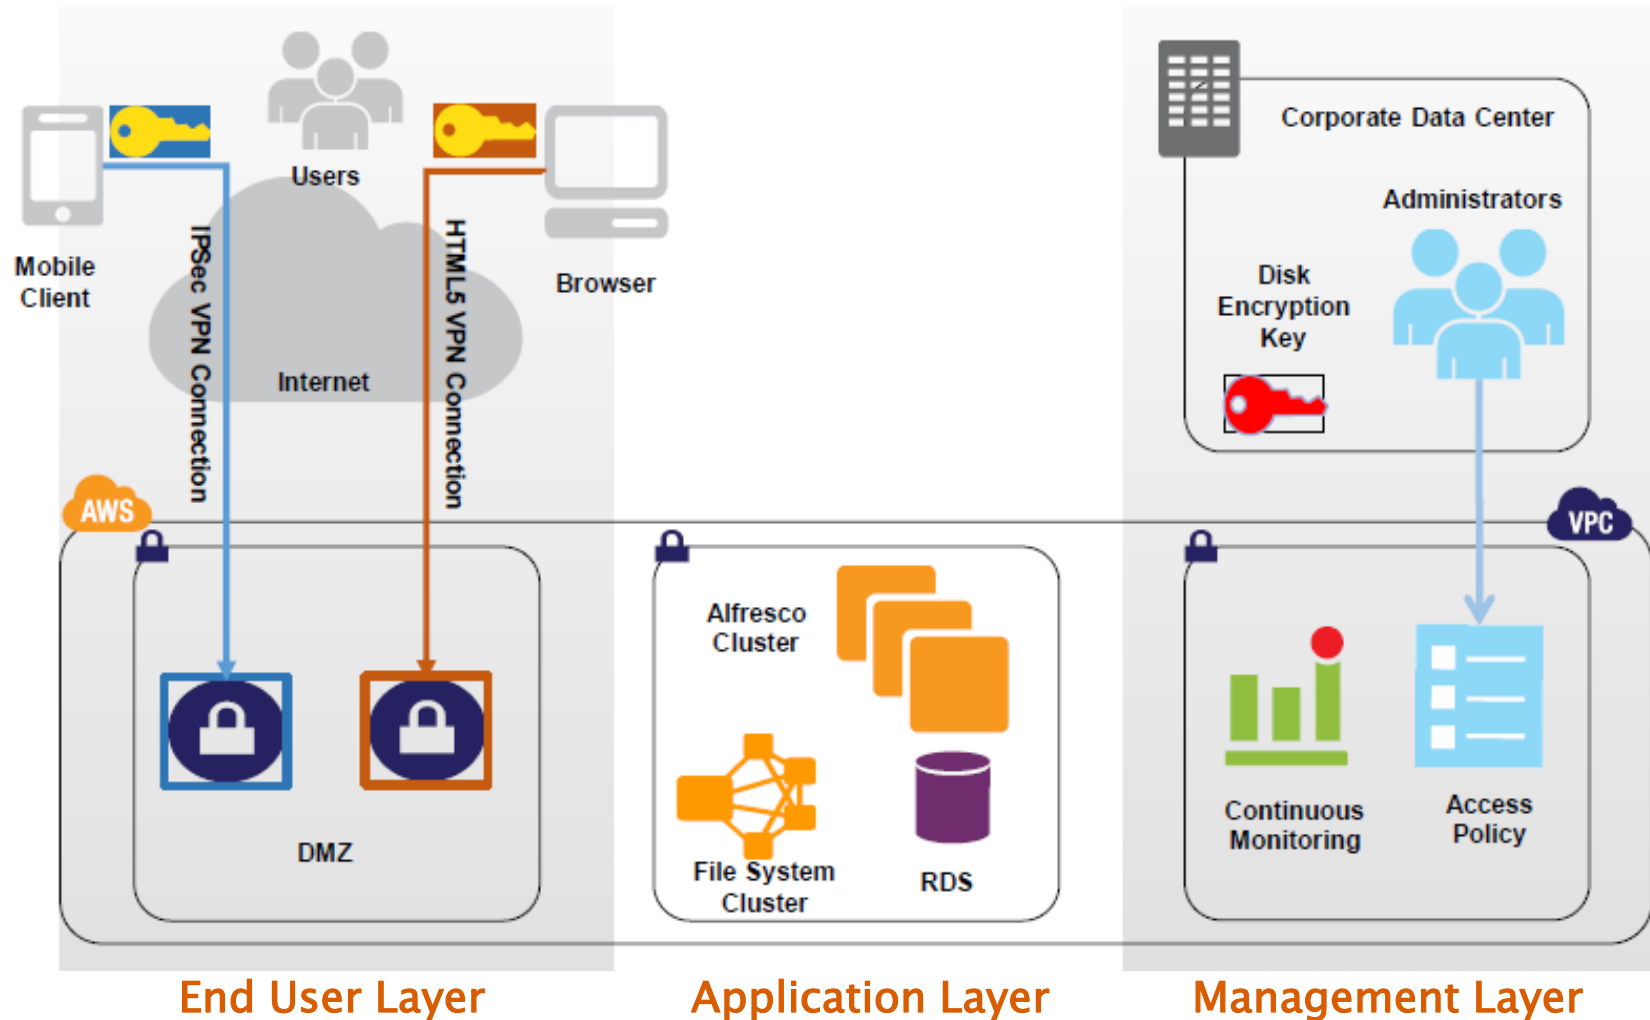 Users
Mobile
Client
Browser
IPSec VPN Connection
HTML5 VPN Connection
Internet
Corporate Data Center
Administrators
Disk
Encryption
Key
AWS
VPC
DMZ
Alfresco
Cluster
File System
Cluster
RDS
Continuous
Monitoring
Access
Policy
End User Layer
Application Layer
Management Layer